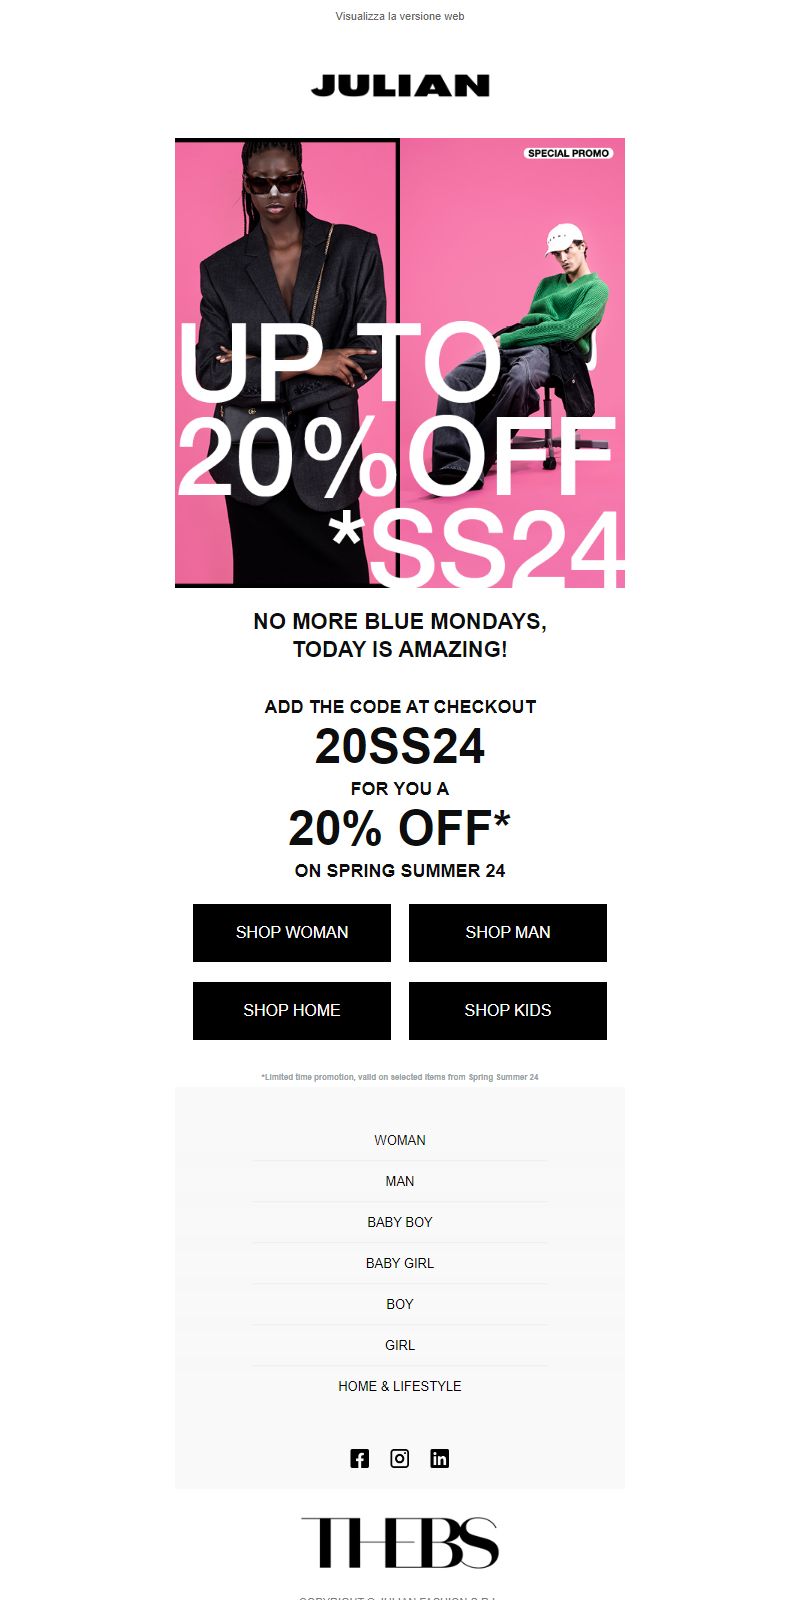 Visualizza la versione web
JULIAN
SPECIAL PROMO
UP TO
20%OFF
*SS24
NO MORE BLUE MONDAYS,
TODAY IS AMAZING!
ADD THE CODE AT CHECKOUT
20SS24
FOR YOU A
20% OFF*
ON SPRING SUMMER 24
SHOP WOMAN
SHOP MAN
SHOP HOME
SHOP KIDS
*Limited time promotion, valid on selected items from Spring Summer 24
WOMAN
MAN
BABY BOY
BABY GIRL
BOY
GIRL
HOME & LIFESTYLE
THEBS
COPYRIGHT © JULIAN FASHION S.R.L.